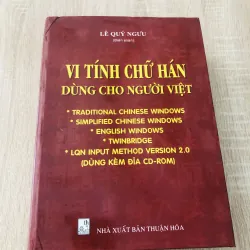 LÊ QUÝ NGƯU
VI TÍNH CHỮ HÁN
DÙNG CHO NGƯỜI VIỆT
* TRADITIONAL CHINESE WINDOWS
* SIMPLIFIED CHINESE WINDOWS
* ENGLISH WINDOWS
* TWINBRIDGE
* LQN INPUT METHOD VERSION 2.0
(DÙNG KÈM ĐĨA CD-ROM)
NHÀ XUẤT BẢN THUẬN HÓA